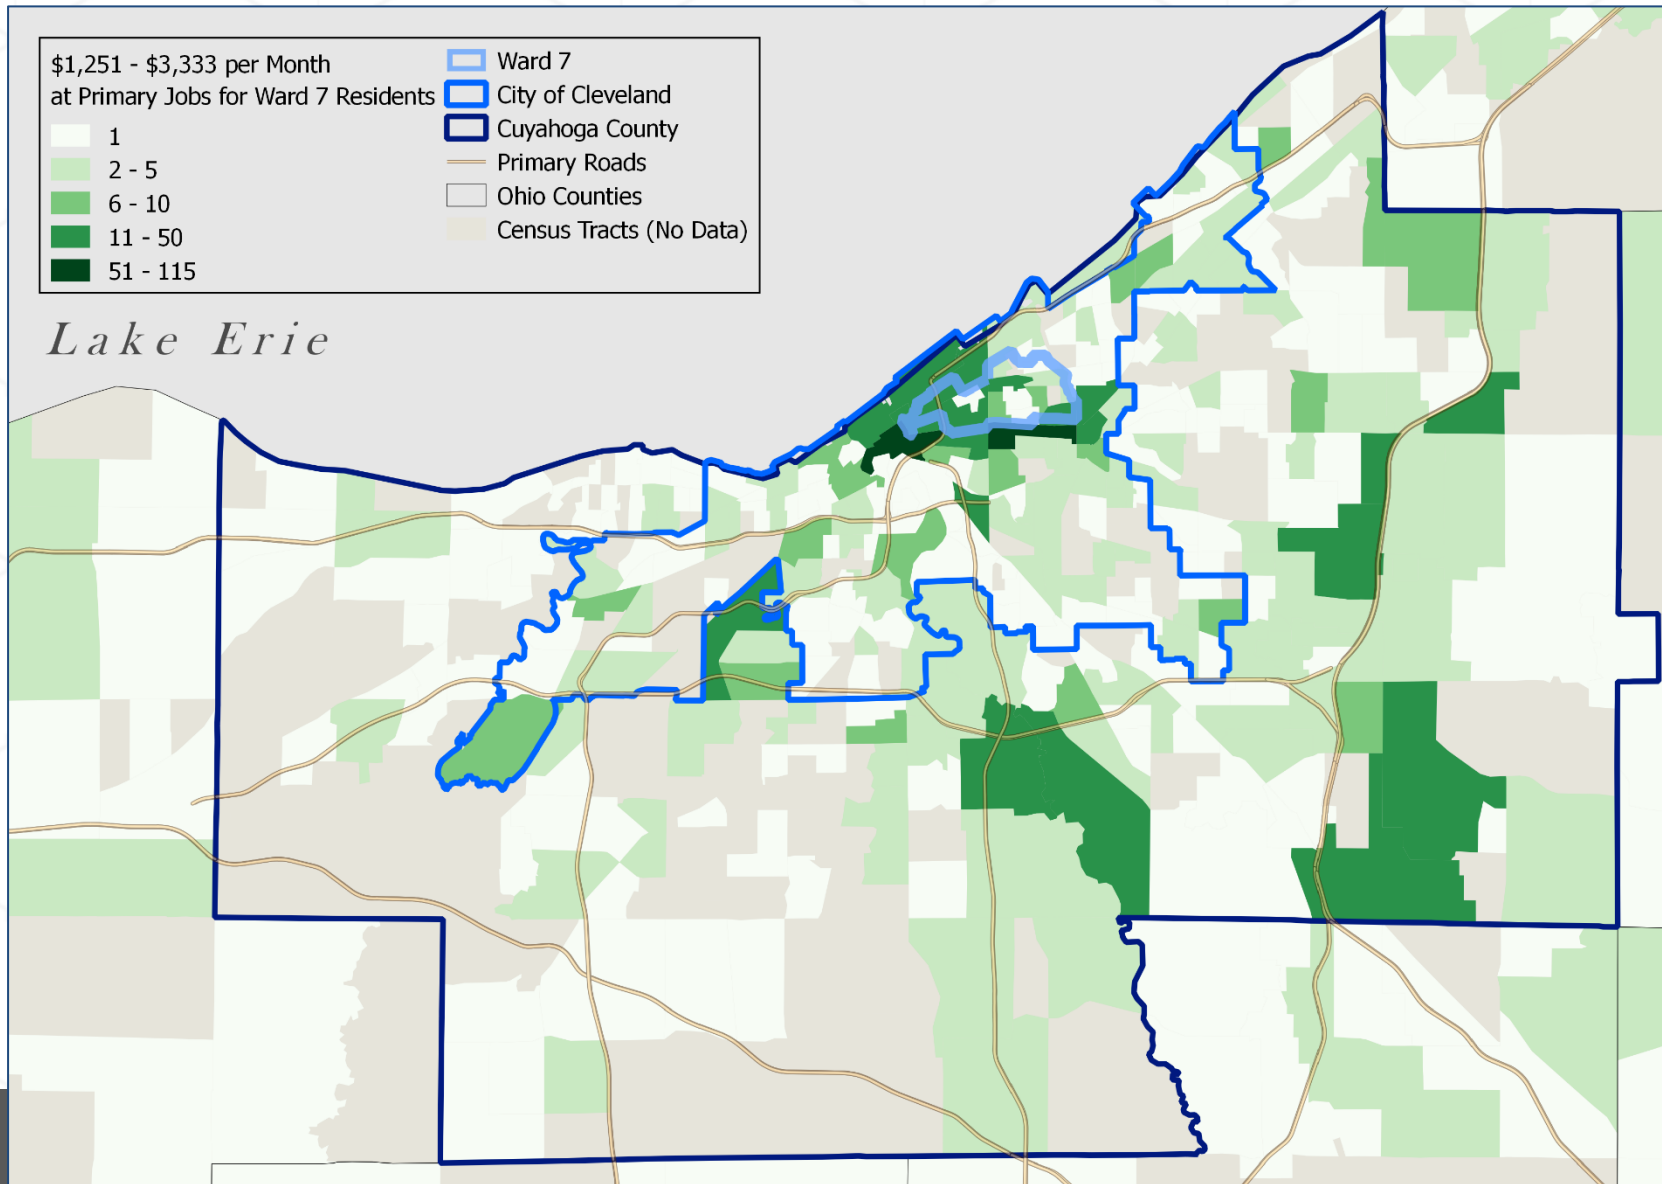 $1,251 - $3,333 per Month
at Primary Jobs for Ward 7 Residents
1
2 - 5
6 - 10
11 - 50
51 - 115
Ward 7
City of Cleveland
Cuyahoga County
Primary Roads
Ohio Counties
Census Tracts (No Data)
Lake Erie